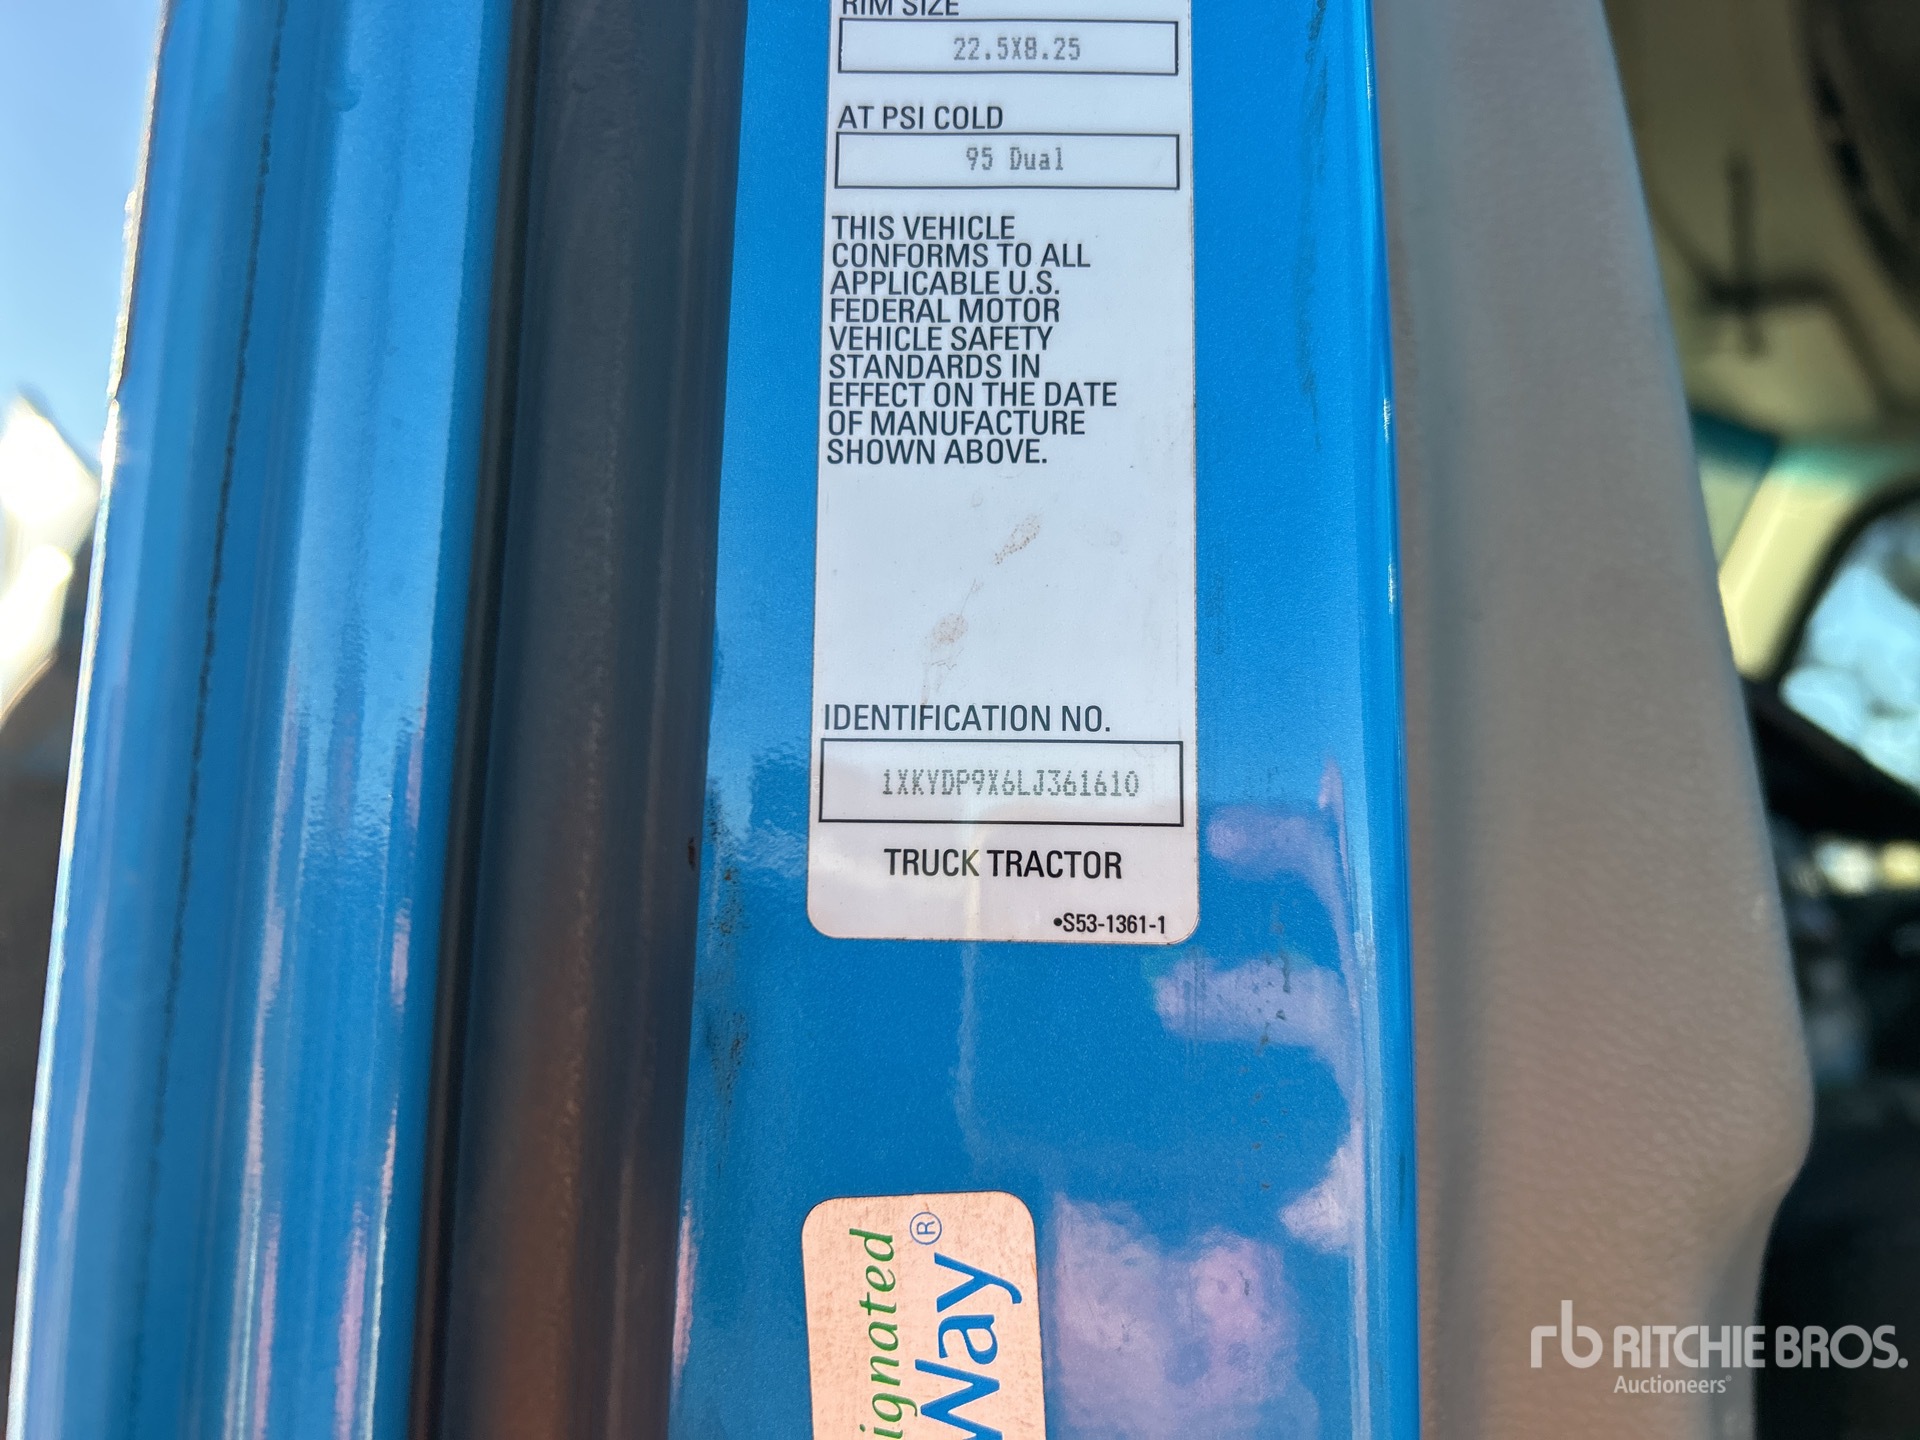 RIM SIZE
22.5X8.25
AT PSI COLD
95 Dual
THIS VEHICLE
CONFORMS TO ALL
APPLICABLE U.S.
FEDERAL MOTOR
VEHICLE SAFETY
STANDARDS IN
EFFECT ON THE DATE
OF MANUFACTURE
SHOWN ABOVE.
IDENTIFICATION NO.
1XKYDP9X6LJ361610
TRUCK TRACTOR
•S53-1361-1
ignated
Way®
rb RITCHIE BROS.
Auctioneers